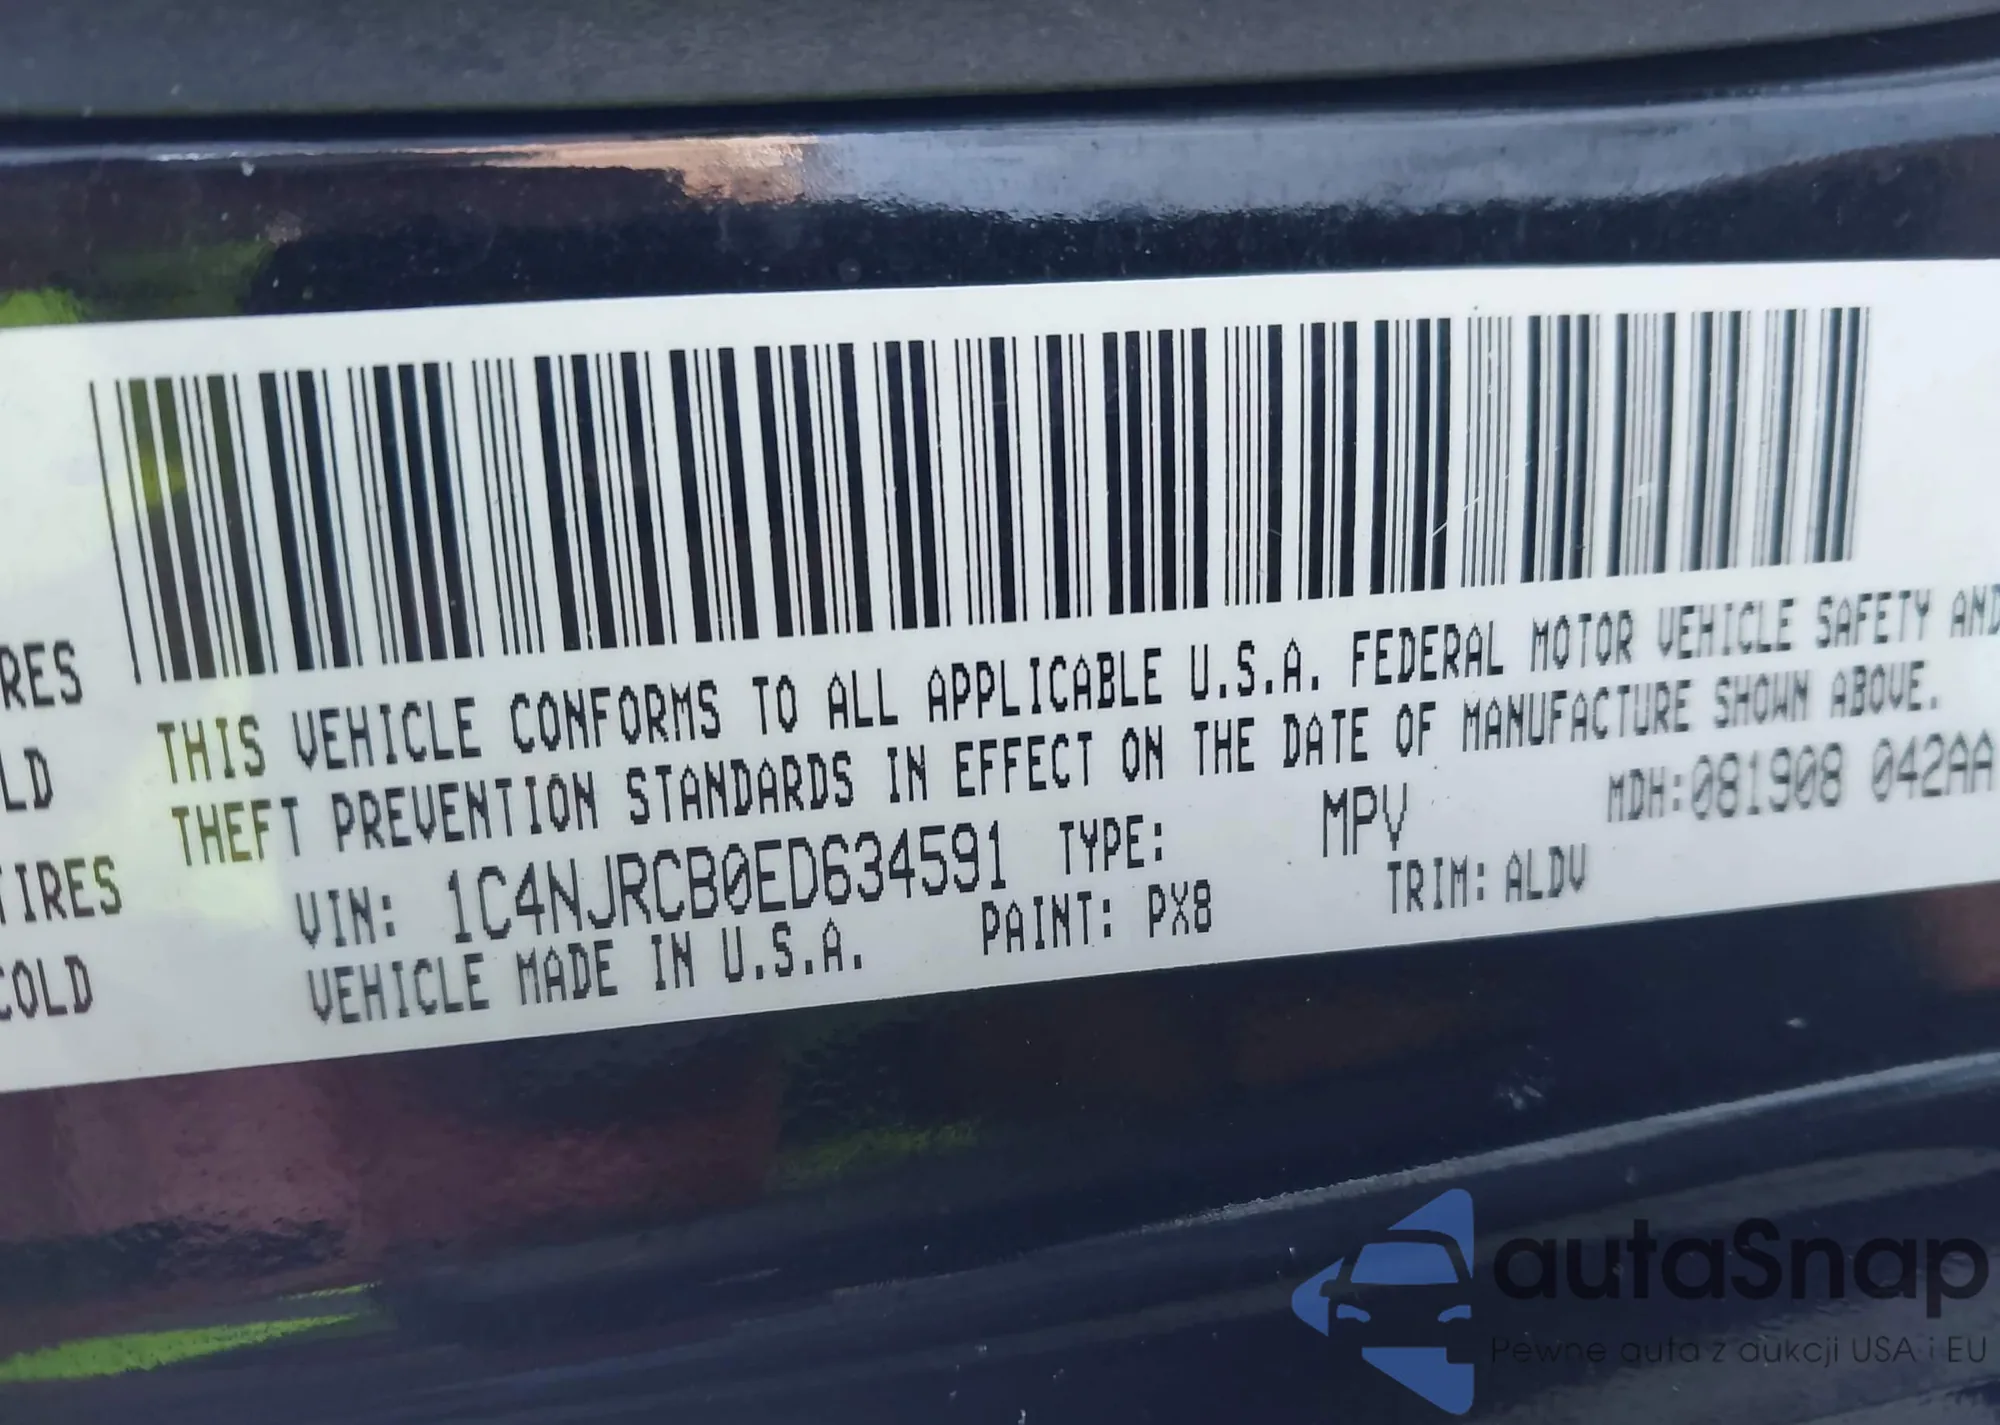 RES
LD
TIRES
COLD
THIS VEHICLE CONFORMS TO ALL APPLICABLE U.S.A. FEDERAL MOTOR VEHICLE SAFETY AND
THEFT PREVENTION STANDARDS IN EFFECT ON THE DATE OF MANUFACTURE SHOWN ABOVE.
VIN: 1C4NJRCB0ED634591 TYPE: MPV MDH:081908 042AA
VEHICLE MADE IN U.S.A. PAINT: PX8 TRIM: ALDV
autaSnap
Pewne auta z aukcji USA i EU